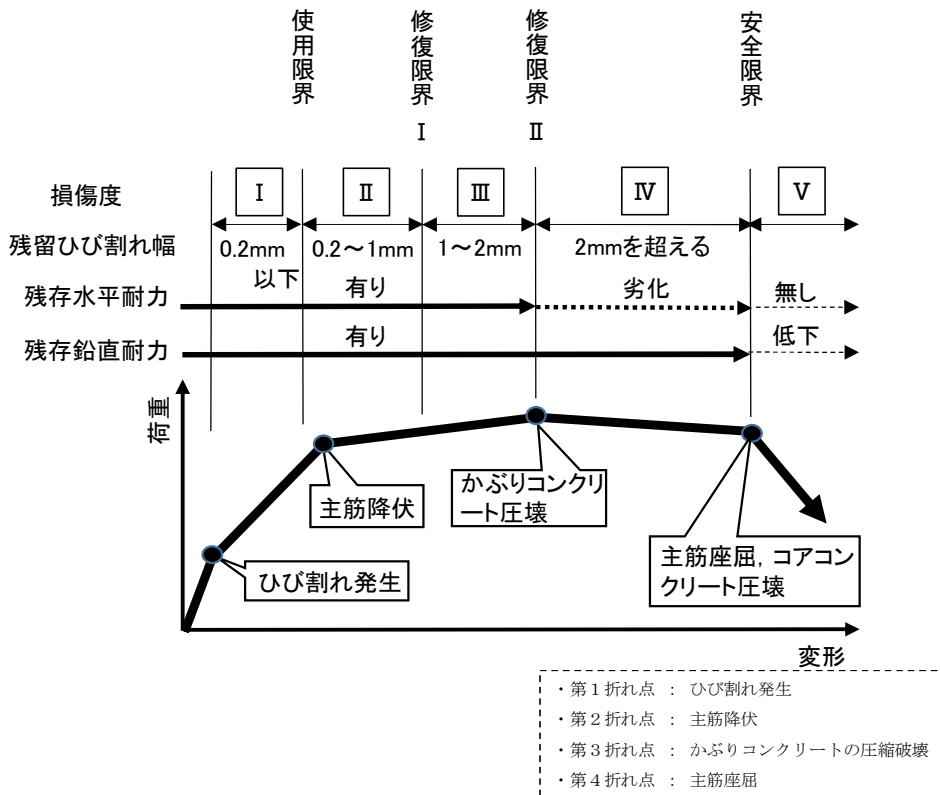 使用限界
修復限界Ⅰ
修復限界Ⅱ
安全限界
損傷度
Ⅰ
Ⅱ
Ⅲ
Ⅳ
Ⅴ
残留ひび割れ幅
0.2mm
以下
0.2～1mm
1～2mm
2mmを超える
残存水平耐力
有り
劣化
無し
残存鉛直耐力
有り
低下
荷重
主筋降伏
かぶりコンクリ
ート圧壊
ひび割れ発生
主筋座屈，コアコン
クリート圧壊
変形
・第１折れ点 ： ひび割れ発生
・第２折れ点 ： 主筋降伏
・第３折れ点 ： かぶりコンクリートの圧縮破壊
・第４折れ点 ： 主筋座屈